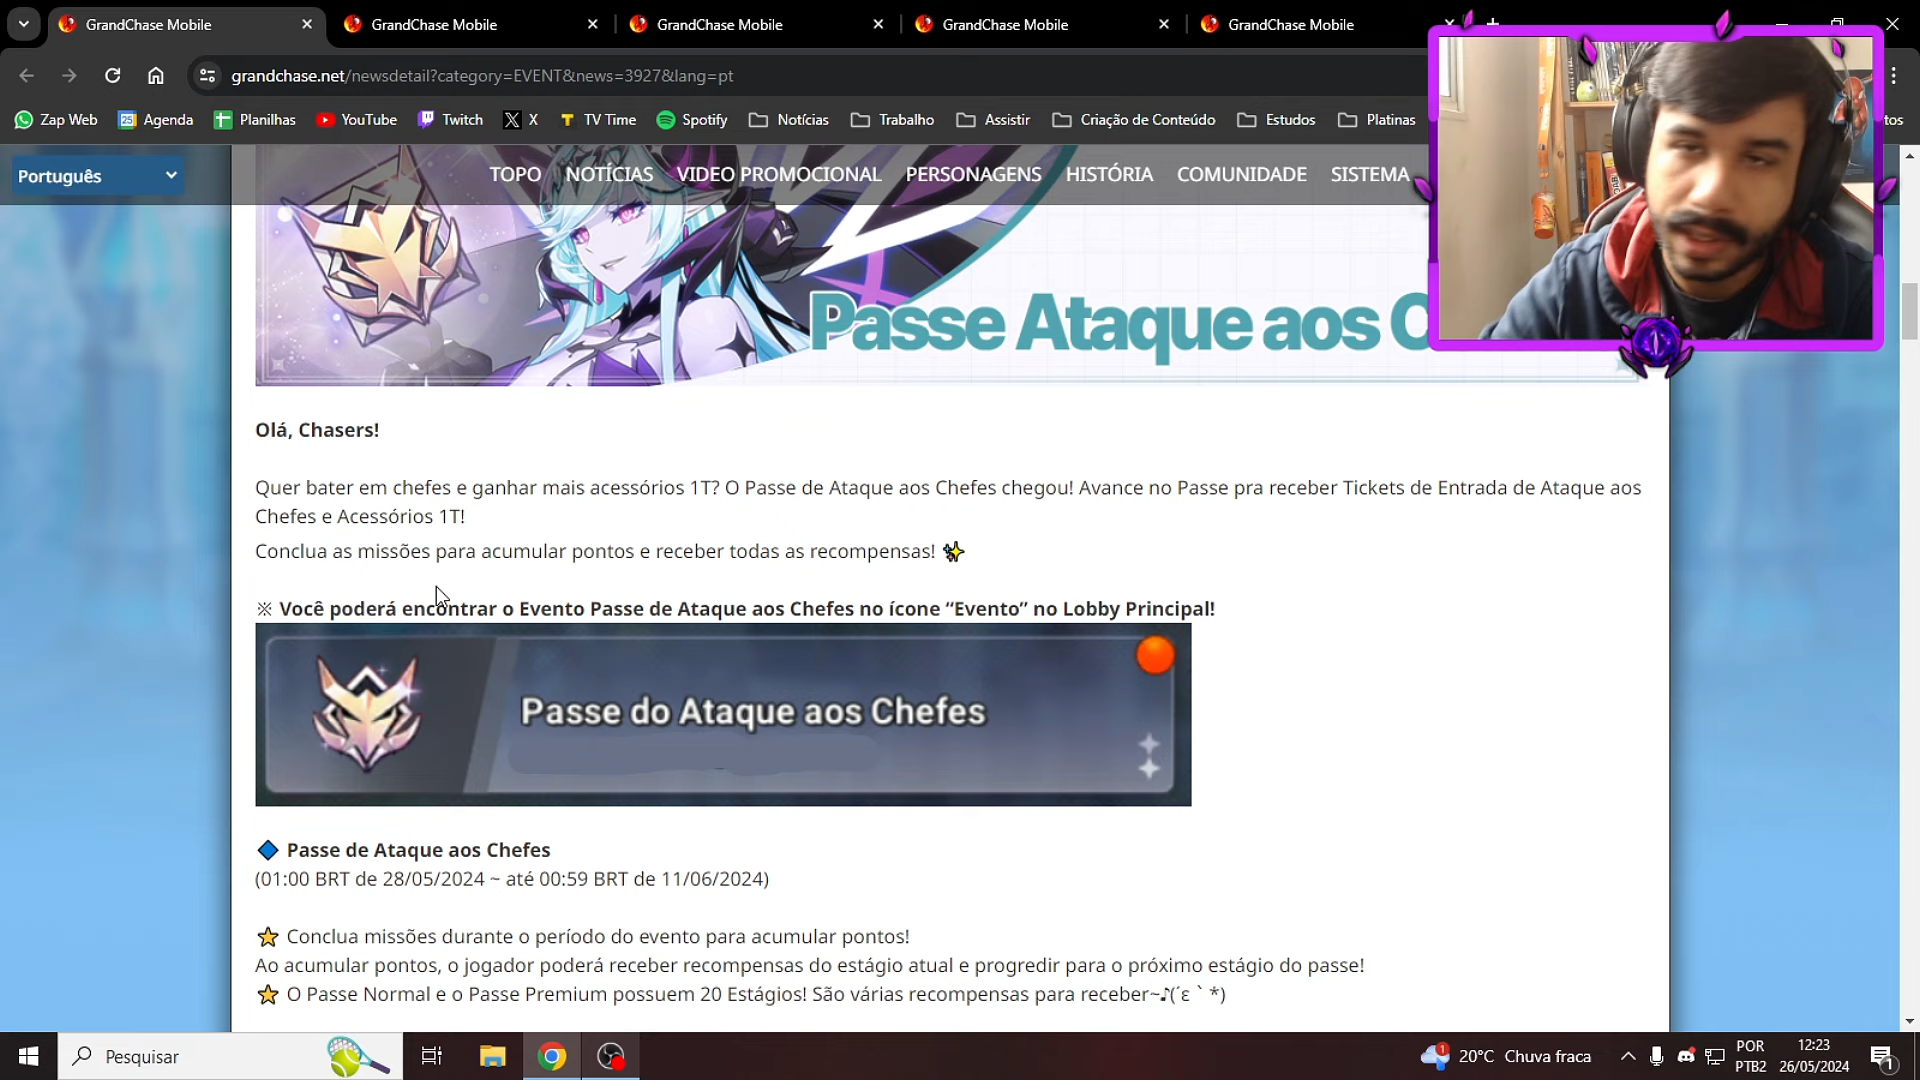 GrandChase Mobile
GrandChase Mobile
GrandChase Mobile
GrandChase Mobile
GrandChase Mobile
grandchase.net/newsdetail?category=EVENT&news=3927&lang=pt
Zap Web
Agenda
Planilhas
YouTube
Twitch
X
TV Time
Spotify
Notícias
Trabalho
Assistir
Criação de Conteúdo
Estudos
Platinas
tos
Português
TOPO
NOTÍCIAS
VIDEO PROMOCIONAL
PERSONAGENS
HISTÓRIA
COMUNIDADE
SISTEMA
Passe Ataque aos C
Olá, Chasers!
Quer bater em chefes e ganhar mais acessórios 1T? O Passe de Ataque aos Chefes chegou! Avance no Passe pra receber Tickets de Entrada de Ataque aos
Chefes e Acessórios 1T!
Conclua as missões para acumular pontos e receber todas as recompensas! ✨
※ Você poderá encontrar o Evento Passe de Ataque aos Chefes no ícone “Evento” no Lobby Principal!
Passe do Ataque aos Chefes
🔷 Passe de Ataque aos Chefes
(01:00 BRT de 28/05/2024 ~ até 00:59 BRT de 11/06/2024)
⭐ Conclua missões durante o período do evento para acumular pontos!
Ao acumular pontos, o jogador poderá receber recompensas do estágio atual e progredir para o próximo estágio do passe!
⭐ O Passe Normal e o Passe Premium possuem 20 Estágios! São várias recompensas para receber~♪(´ε ` *)
Pesquisar
1
20°C Chuva fraca
POR
PTB2
12:23
26/05/2024
1